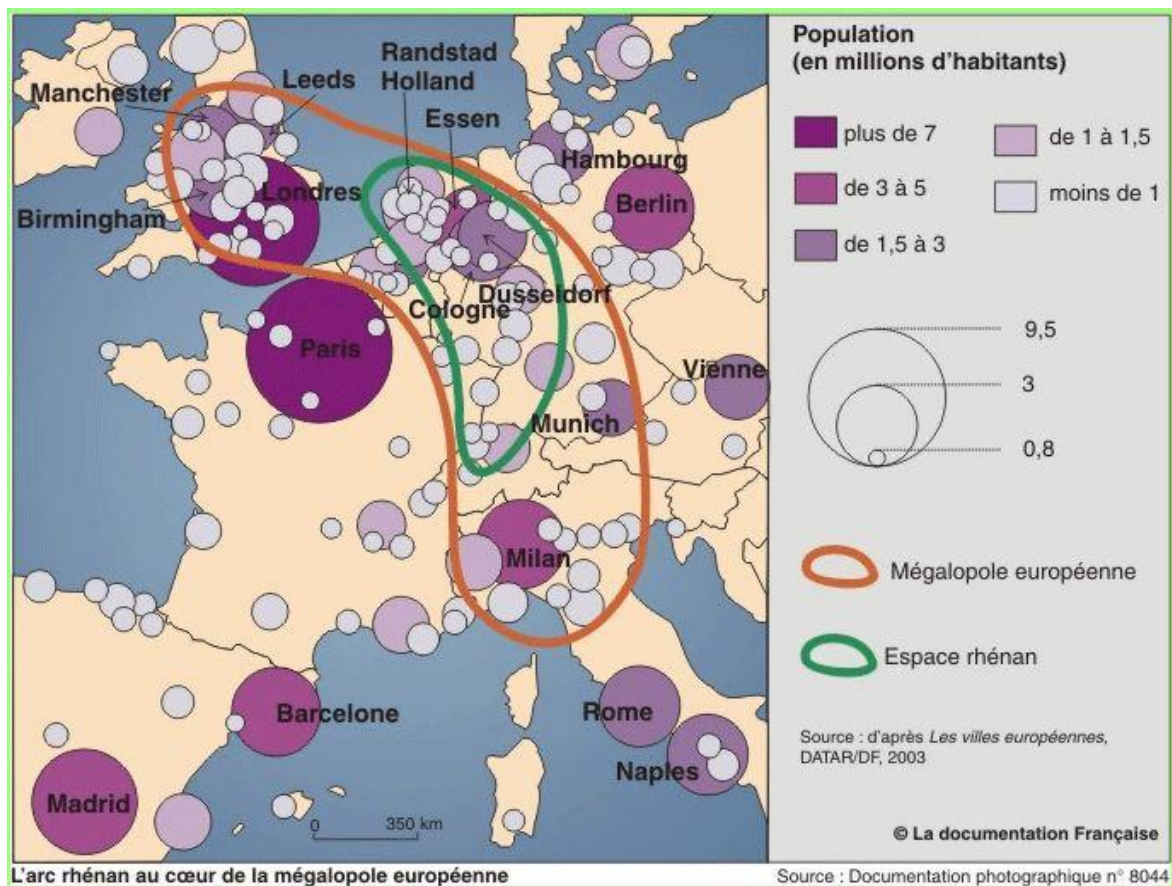 Randstad
Holland
Leeds
Manchester
Essen
Hambourg
Londres
Berlin
Birmingham
Dusseldorf
Cologne
Paris
Vienne
Munich
Milan
Barcelone
Rome
Naples
Madrid
0 350 km
Population
(en millions d'habitants)
plus de 7
de 1 à 1,5
de 3 à 5
moins de 1
de 1,5 à 3
9,5
3
0,8
Mégalopole européenne
Espace rhénan
Source : d'après Les villes européennes,
DATAR/DF, 2003
© La documentation Française
L'arc rhénan au cœur de la mégalopole européenne
Source : Documentation photographique n° 8044